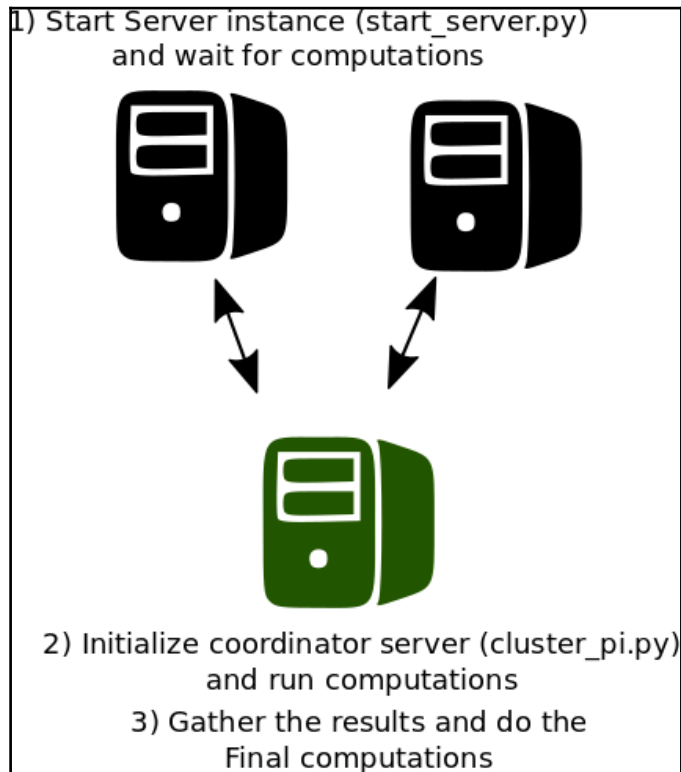 1) Start Server instance (start_server.py)
and wait for computations
2) Initialize coordinator server (cluster_pi.py)
and run computations
3) Gather the results and do the
Final computations